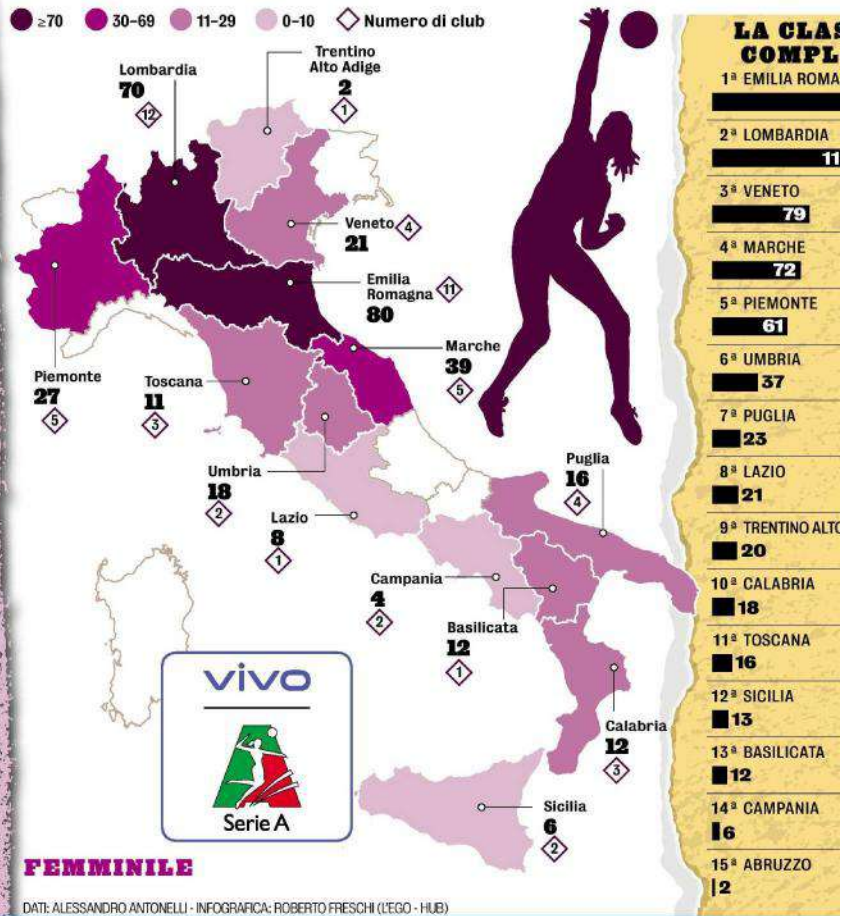 ≥70 30-69 11-29 0-10 Numero di club
Trentino
Alto Adige
2
1
Lombardia
70
12
Veneto 4
21
Emilia
Romagna 11
80
Marche
39
5
Piemonte
27
5
Toscana
11
3
Umbria
18
2
Lazio
8
1
Puglia
16
4
Campania
4
2
Basilicata
12
1
Calabria
12
3
Sicilia
6
2
vivo
A
Serie A
FEMMINILE
DATI: ALESSANDRO ANTONELLI - INFOGRAFICA: ROBERTO FRESCHI (L'EGO - HUB)
LA CLAS
COMPL
1ª EMILIA ROMA
2ª LOMBARDIA
11
3ª VENETO
79
4ª MARCHE
72
5ª PIEMONTE
61
6ª UMBRIA
37
7ª PUGLIA
23
8ª LAZIO
21
9ª TRENTINO ALTO
20
10ª CALABRIA
18
11ª TOSCANA
16
12ª SICILIA
13
13ª BASILICATA
12
14ª CAMPANIA
6
15ª ABRUZZO
2